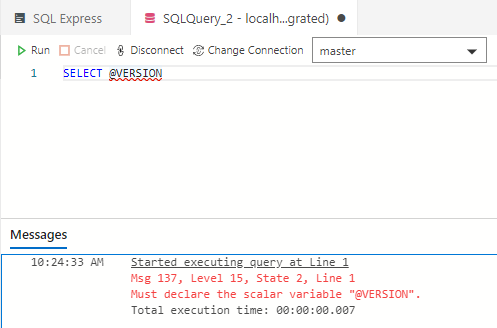 SQL Express
SQLQuery_2 - localh...grated)
Run Cancel Disconnect Change Connection master
1 SELECT @VERSION
Messages
10:24:33 AM Started executing query at Line 1
Msg 137, Level 15, State 2, Line 1
Must declare the scalar variable "@VERSION".
Total execution time: 00:00:00.007